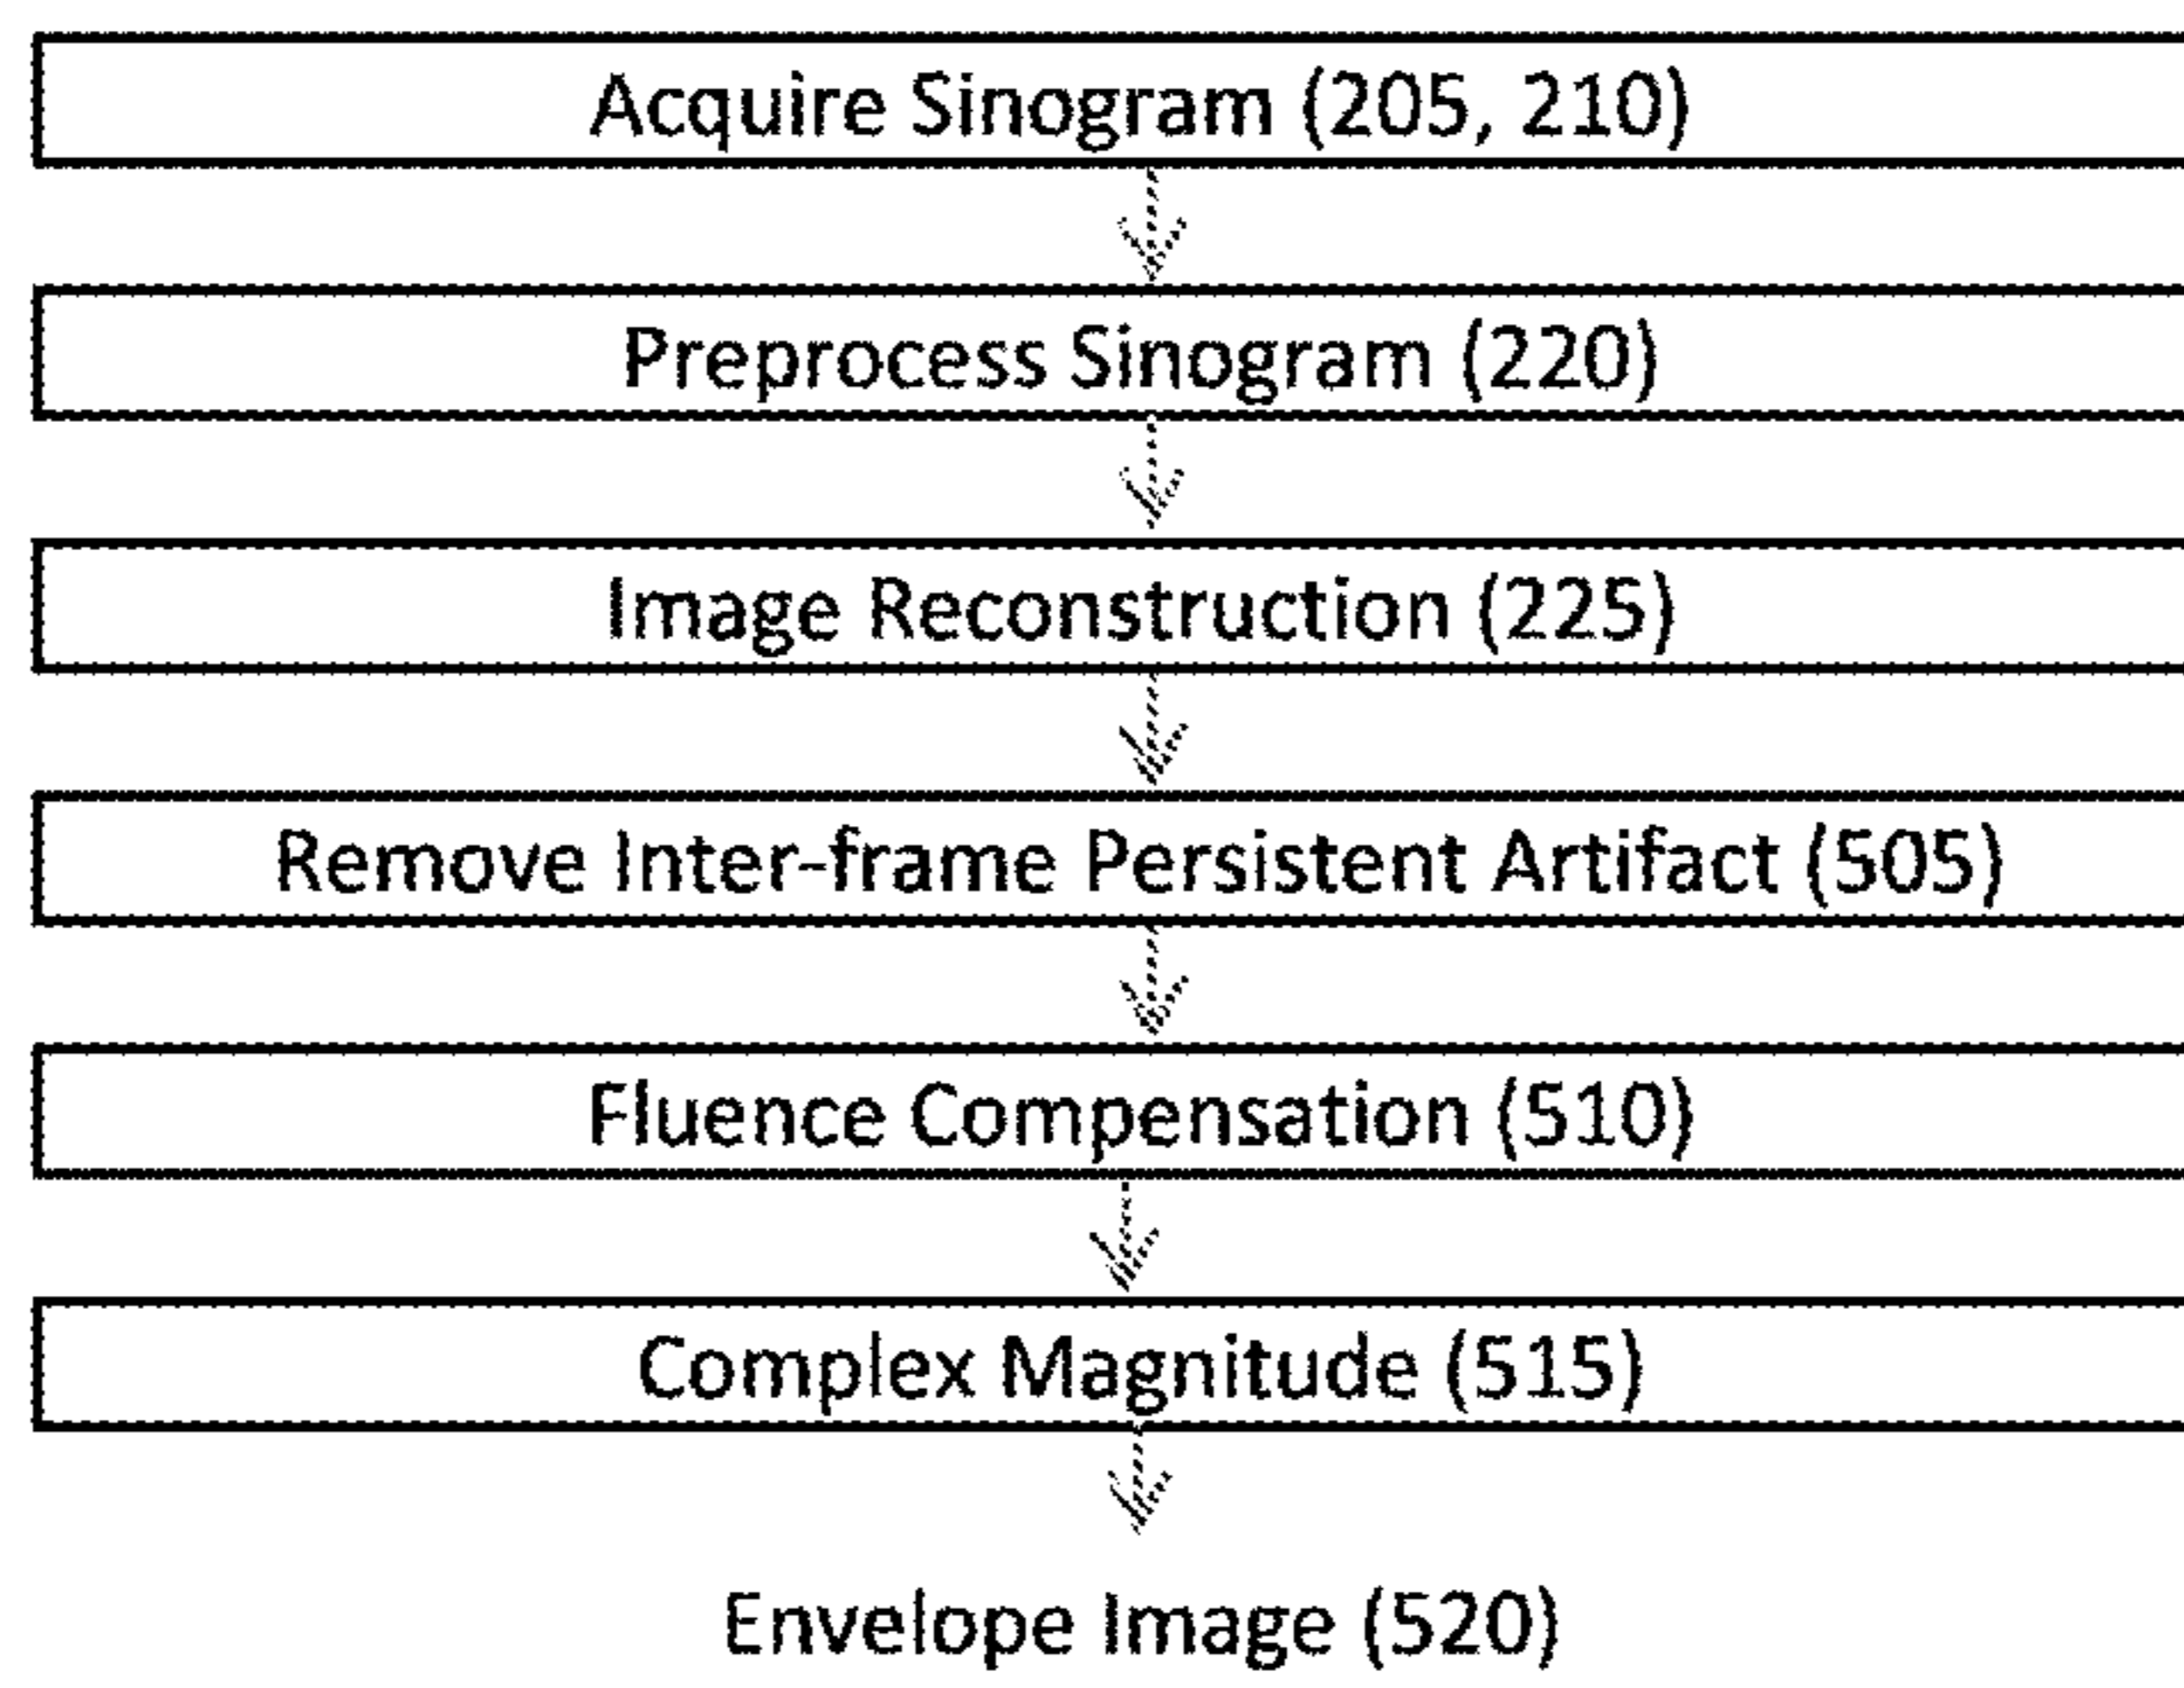 Acquire Sinogram (205, 210)
Preprocess Sinogram (220)
Image Reconstruction (225)
Remove Inter-frame Persistent Artifact (505)
Fluence Compensation (510)
Complex Magnitude (515)
Envelope Image (520)